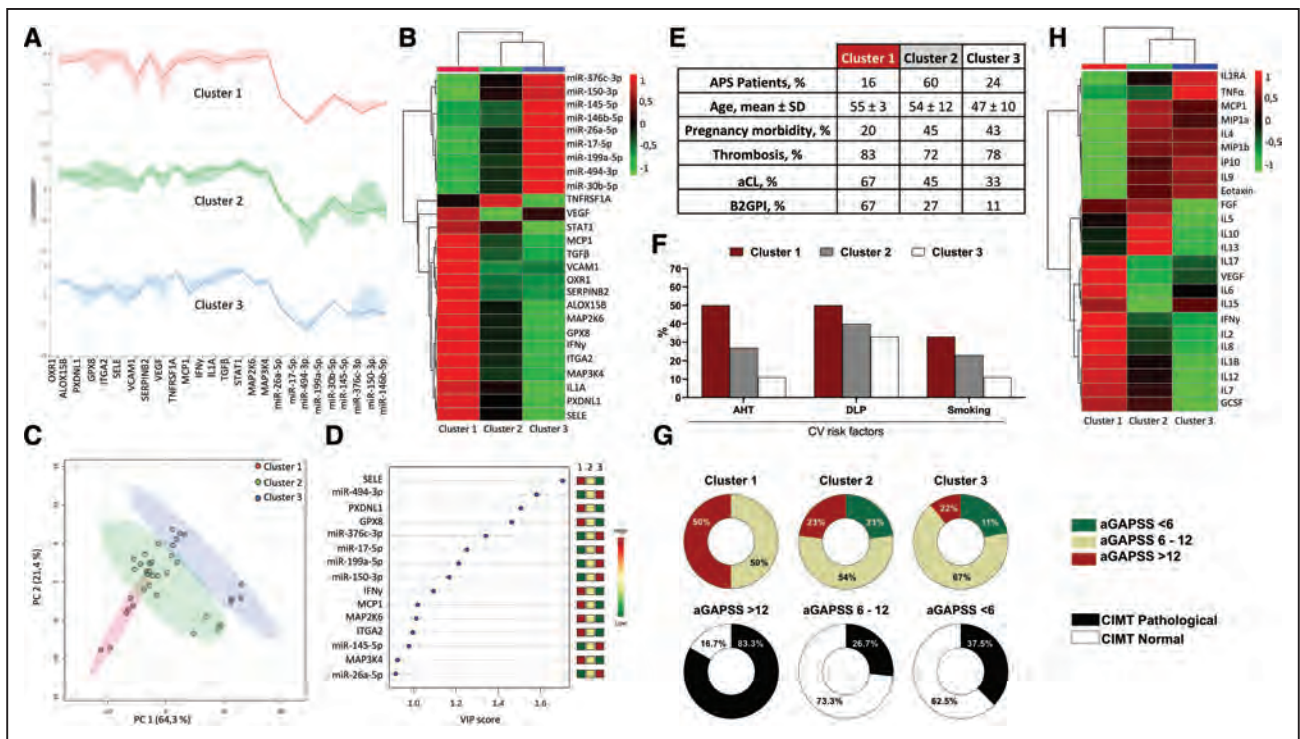 A
Cluster 1
Cluster 2
Cluster 3
OXR1
ALOX15B
PXDNL1
GPX8
ITGA2
SELE
VCAM1
SERPINB2
VEGF
TNFRSF1A
MCP1
IFNγ
IL1A
TGFβ
STAT1
MAP2K6
MAP3K4
miR-26a-5p
miR-17-5p
miR-494-3p
miR-199a-5p
miR-30b-5p
miR-145-5p
miR-376c-3p
miR-150-3p
miR-146b-5p
B
miR-376c-3p
miR-150-3p
miR-145-5p
miR-146b-5p
miR-26a-5p
miR-17-5p
miR-199a-5p
miR-494-3p
miR-30b-5p
TNFRSF1A
VEGF
STAT1
MCP1
TGFβ
VCAM1
OXR1
SERPINB2
ALOX15B
MAP2K6
GPX8
IFNγ
ITGA2
MAP3K4
IL1A
PXDNL1
SELE
1
0,5
0
-0,5
-1
Cluster 1 Cluster 2 Cluster 3
C
Cluster 1
Cluster 2
Cluster 3
PC 2 (21,4 %)
PC 1 (64,3 %)
D
1 2 3
SELE
miR-494-3p
PXDNL1
GPX8
miR-376c-3p
miR-17-5p
miR-199a-5p
miR-150-3p
IFNγ
MCP1
MAP2K6
ITGA2
miR-145-5p
MAP3K4
miR-26a-5p
High
Low
1.0 1.2 1.4 1.6
VIP score
E
Cluster 1 Cluster 2 Cluster 3
APS Patients, % 16 60 24
Age, mean ± SD 55 ± 3 54 ± 12 47 ± 10
Pregnancy morbidity, % 20 45 43
Thrombosis, % 83 72 78
aCL, % 67 45 33
B2GPI, % 67 27 11
F
Cluster 1 Cluster 2 Cluster 3
%
70
60
50
40
30
20
10
0
AHT DLP Smoking
CV risk factors
G
Cluster 1 Cluster 2 Cluster 3
50% 50%
23% 23% 54%
22% 11% 67%
aGAPSS <6
aGAPSS 6 - 12
aGAPSS >12
aGAPSS >12 aGAPSS 6 - 12 aGAPSS <6
16.7% 83.3%
26.7% 73.3%
37.5% 62.5%
CIMT Pathological
CIMT Normal
H
IL1RA
TNFα
MCP1
MIP1a
IL4
MIP1b
IP10
IL9
Eotaxin
FGF
IL5
IL10
IL13
IL17
VEGF
IL6
IL15
IFNγ
IL2
IL8
IL1B
IL12
IL7
GCSF
1
0,5
0
-0,5
-1
Cluster 1 Cluster 2 Cluster 3